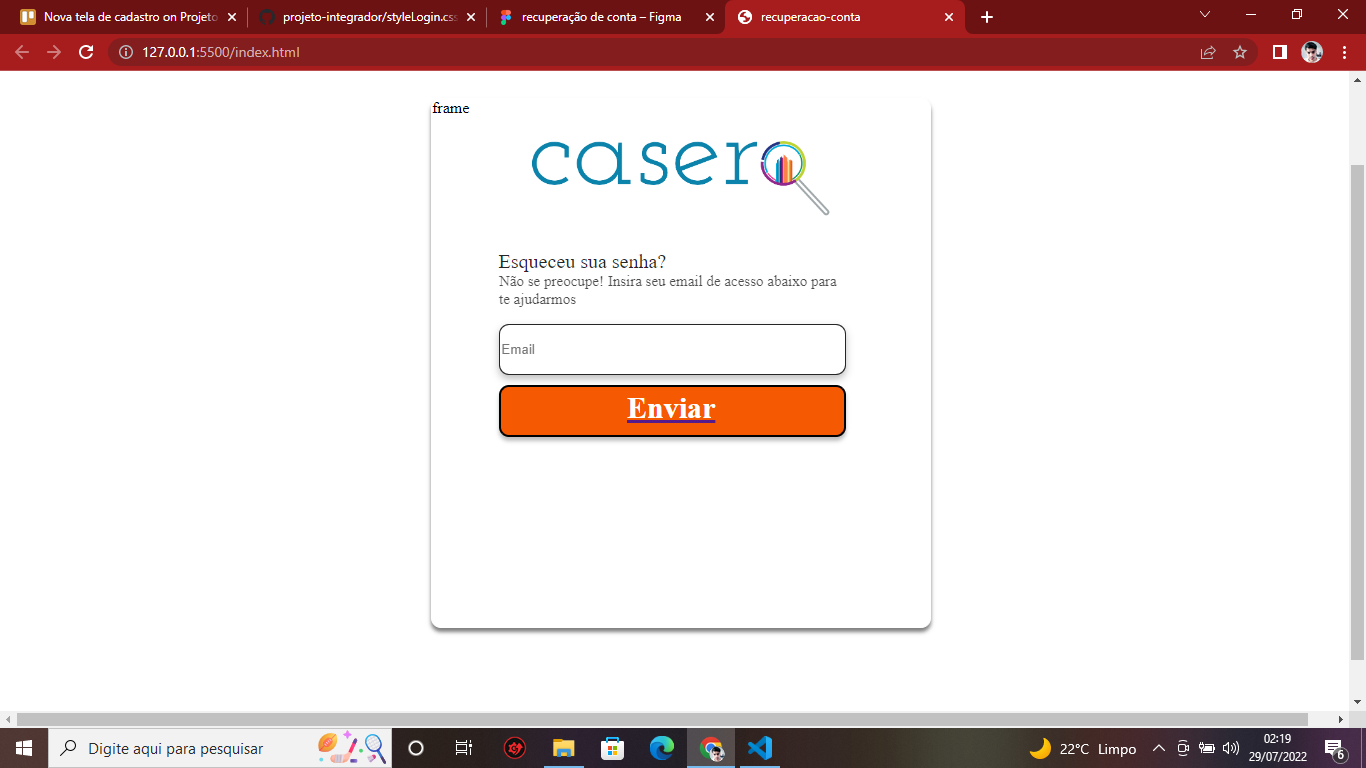 Nova tela de cadastro on Projeto
projeto-integrador/styleLogin.css
recuperação de conta – Figma
recuperacao-conta
127.0.0.1:5500/index.html
frame
casero
Esqueceu sua senha?
Não se preocupe! Insira seu email de acesso abaixo para
te ajudarmos
Email
Enviar
Digite aqui para pesquisar
22°C Limpo
02:19
29/07/2022
6